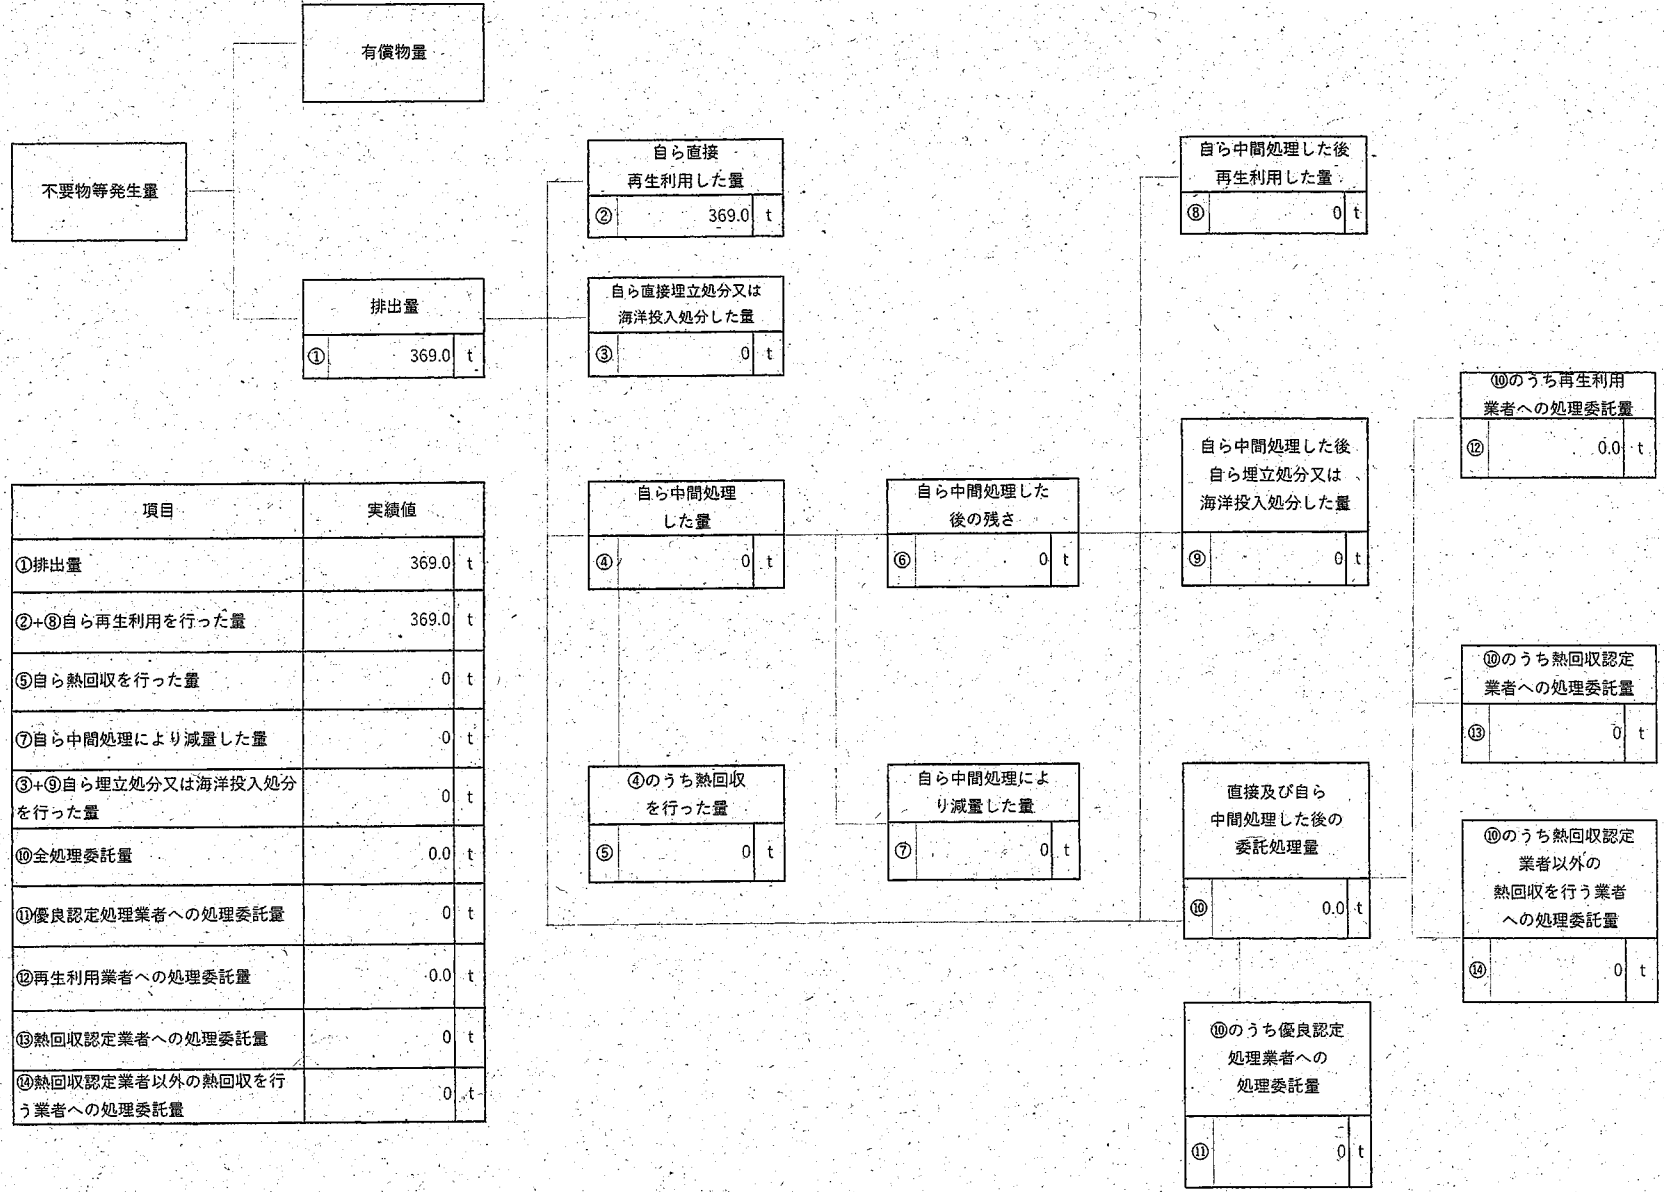 有償物量
不要物等発生量
排出量
① 369.0 t
自ら直接
再生利用した量
② 369.0 t
自ら直接埋立処分又は
海洋投入処分した量
③ 0 t
自ら中間処理
した量
④ 0 t
④のうち熱回収
を行った量
⑤ 0 t
自ら中間処理した
後の残さ
⑥ 0 t
自ら中間処理によ
り減量した量
⑦ 0 t
自ら中間処理した後
再生利用した量
⑧ 0 t
自ら中間処理した後
自ら埋立処分又は
海洋投入処分した量
⑨ 0 t
直接及び自ら
中間処理した後の
委託処理量
⑩ 0.0 t
⑩のうち優良認定
処理業者への
処理委託量
⑪ 0 t
⑩のうち再生利用
業者への処理委託量
⑫ 0.0 t
⑩のうち熱回収認定
業者への処理委託量
⑬ 0 t
⑩のうち熱回収認定
業者以外の
熱回収を行う業者
への処理委託量
⑭ 0 t
項目 実績値
①排出量 369.0 t
②+⑧自ら再生利用を行った量 369.0 t
⑤自ら熱回収を行った量 0 t
⑦自ら中間処理により減量した量 0 t
③+⑨自ら埋立処分又は海洋投入処分
を行った量 0 t
⑩全処理委託量 0.0 t
⑪優良認定処理業者への処理委託量 0 t
⑫再生利用業者への処理委託量 0.0 t
⑬熱回収認定業者への処理委託量 0 t
⑭熱回収認定業者以外の熱回収を行
う業者への処理委託量 0 t